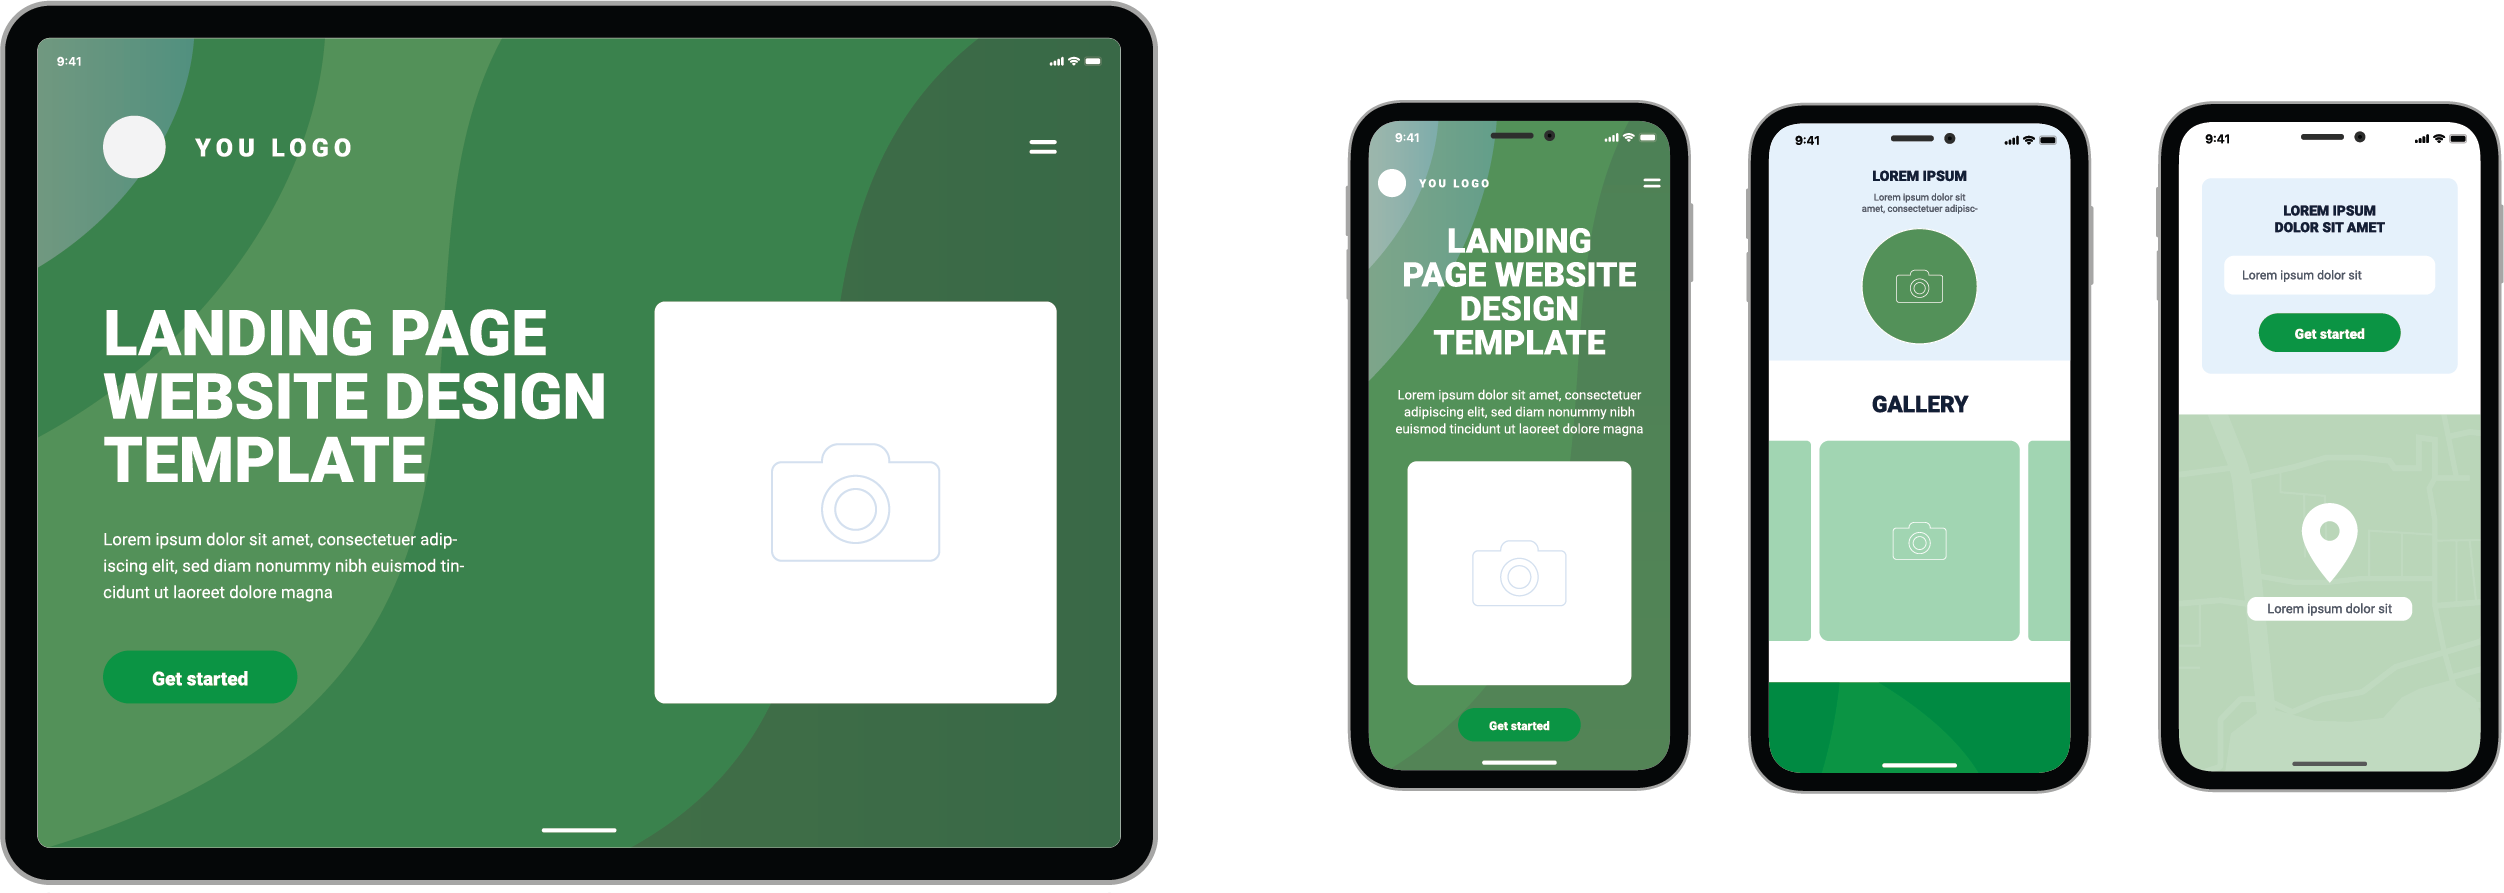 9:41
YOU LOGO
LANDING PAGE
WEBSITE DESIGN
TEMPLATE
Lorem ipsum dolor sit amet, consectetuer adip-
iscing elit, sed diam nonummy nibh euismod tin-
cidunt ut laoreet dolore magna
Get started
9:41
YOU LOGO
LANDING
PAGE WEBSITE
DESIGN
TEMPLATE
Lorem ipsum dolor sit amet, consectetuer
adipiscing elit, sed diam nonummy nibh
euismod tincidunt ut laoreet dolore magna
Get started
9:41
LOREM IPSUM
Lorem ipsum dolor sit
amet, consectetuer adipisc-
GALLERY
9:41
LOREM IPSUM
DOLOR SIT AMET
Lorem ipsum dolor sit
Get started
Lorem ipsum dolor sit